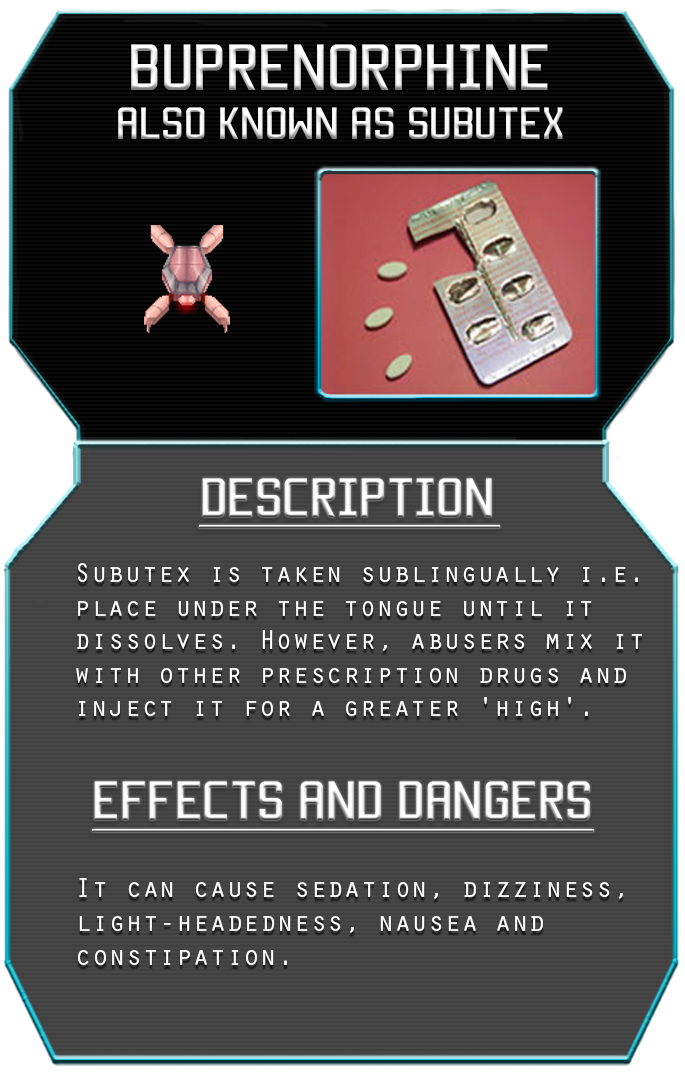 BUPRENORPHINE
ALSO KNOWN AS SUBUTEX
DESCRIPTION
Subutex is taken sublingually i.e.
place under the tongue until it
dissolves. However, abusers mix it
with other prescription drugs and
inject it for a greater 'high'.
EFFECTS AND DANGERS
It can cause sedation, dizziness,
light-headedness, nausea and
constipation.